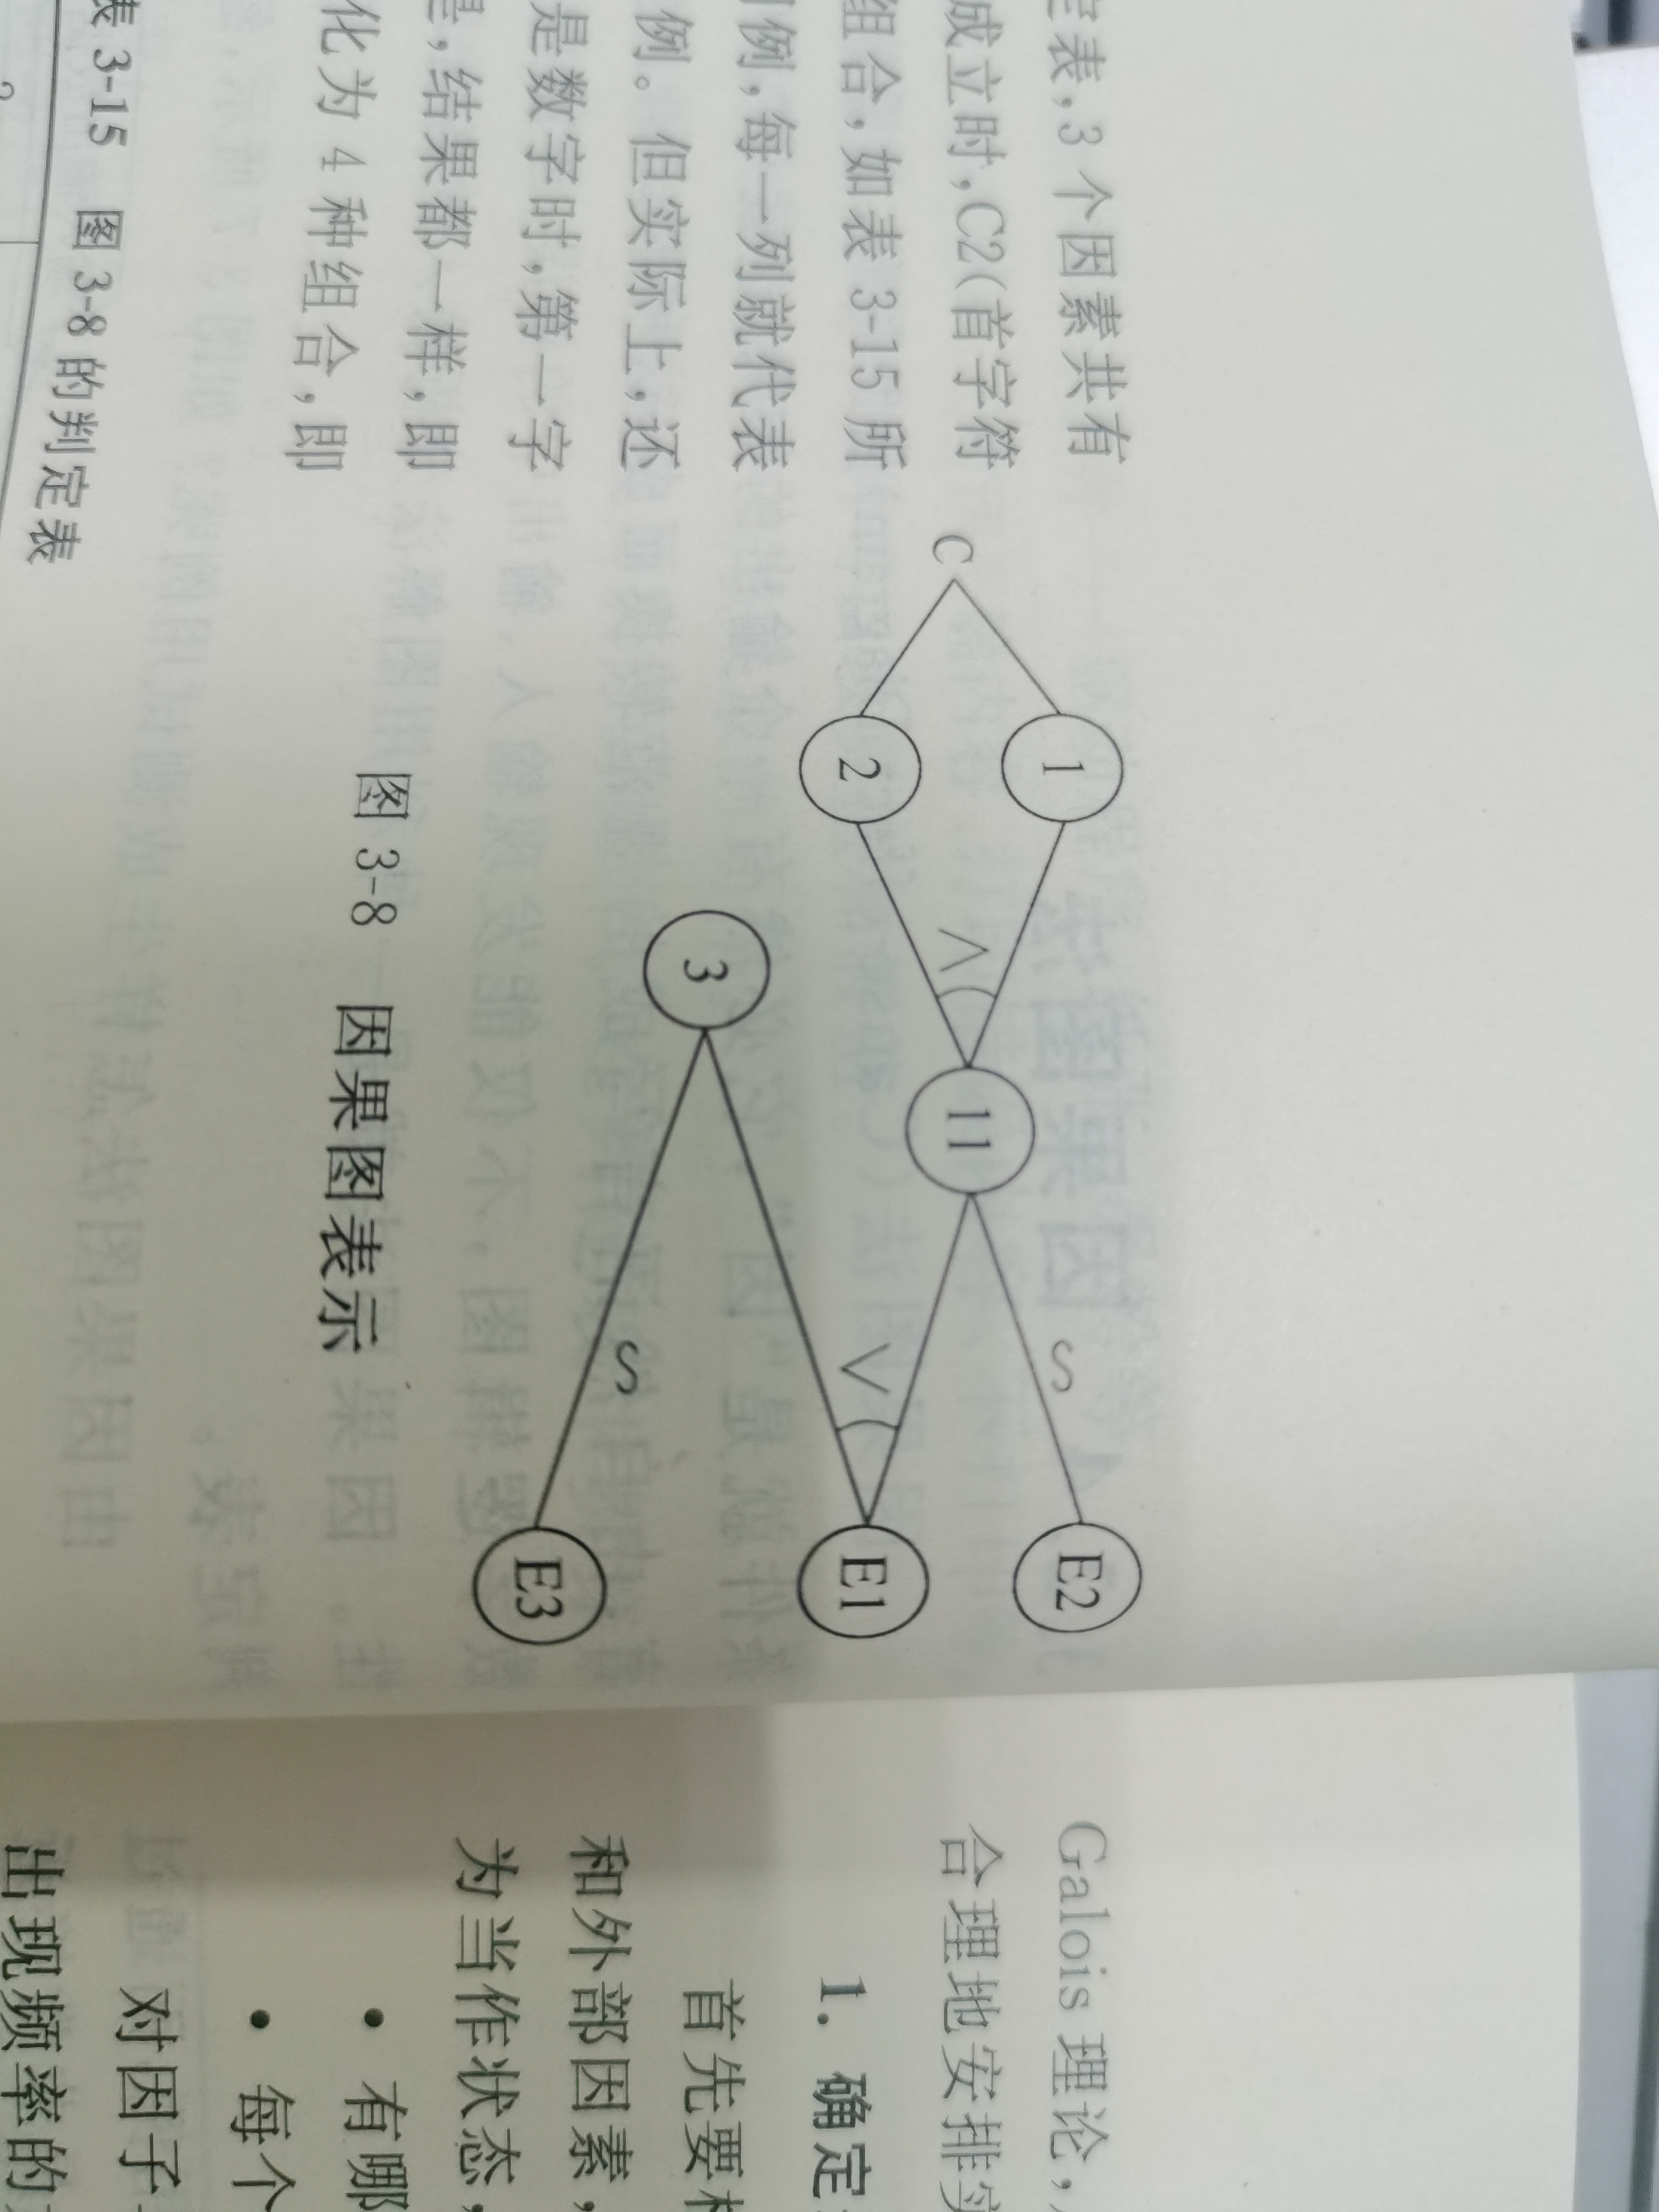 定表,3 个因素共有
成立时,C2(首字符
组合,如表 3-15 所
例,每一列就代表
例。但实际上,还
是数字时,第一字
是,结果都一样,即
化为 4 种组合,即
表 3-15 图 3-8 的判定表
2
C
1
2
∧
11
3
S
∨
S
E2
E1
E3
图 3-8 因果图表示
Galois 理论,
合理地安排实
1. 确定
首先要
和外部因素,
为当作状态,
• 有哪
• 每个
对因子
出现频率的